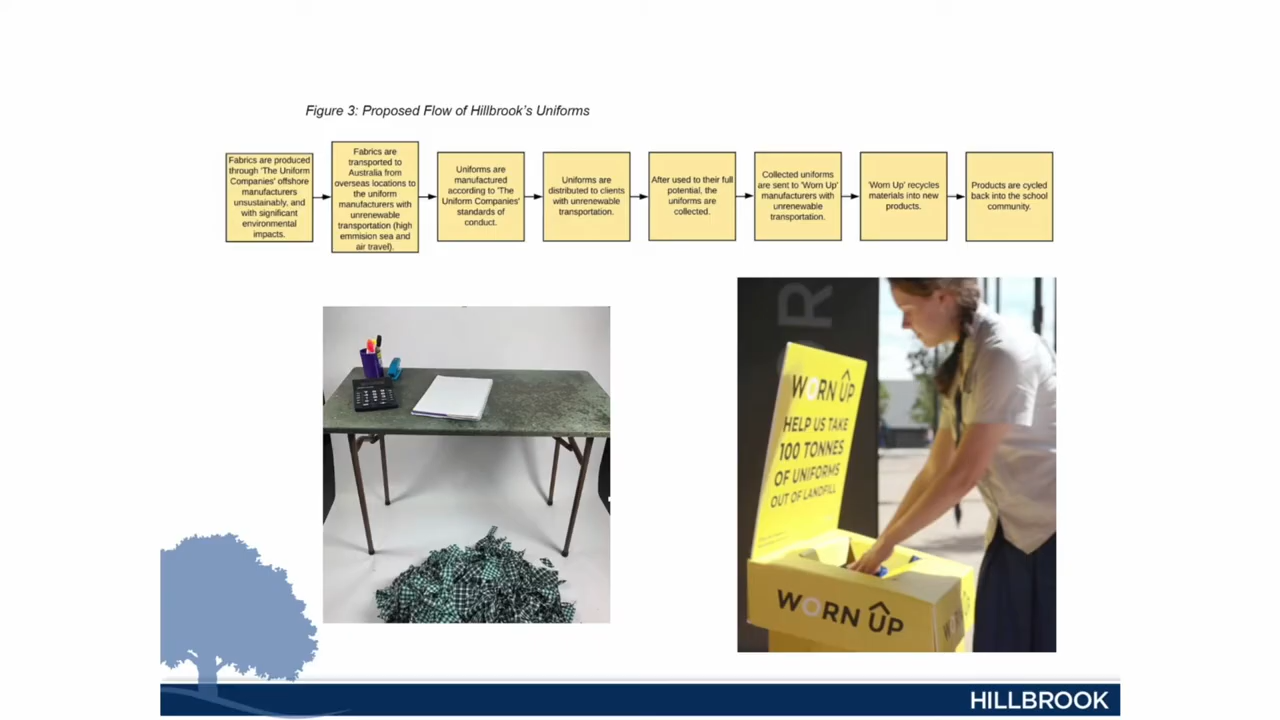 Figure 3: Proposed Flow of Hillbrook's Uniforms
Fabrics are produced
through 'The Uniform
Companies' offshore
manufacturers
unsustainably, and
with significant
environmental
impacts.
Fabrics are
transported to
Australia from
overseas locations to
the uniform
manufacturers with
unrenewable
transportation (high
emmision sea and
air travel).
Uniforms are
manufactured
according to 'The
Uniform Companies'
standards of
conduct.
Uniforms are
distributed to clients
with unrenewable
transportation.
After used to their full
potential, the
uniforms are
collected.
Collected uniforms
are sent to 'Worn Up'
manufacturers with
unrenewable
transportation.
'Worn Up' recycles
materials into new
products.
Products are cycled
back into the school
community.
R
WORN UP
HELP US TAKE
100 TONNES
OF UNIFORMS
OUT OF LANDFILL
WORN UP
WORN UP
HILLBROOK